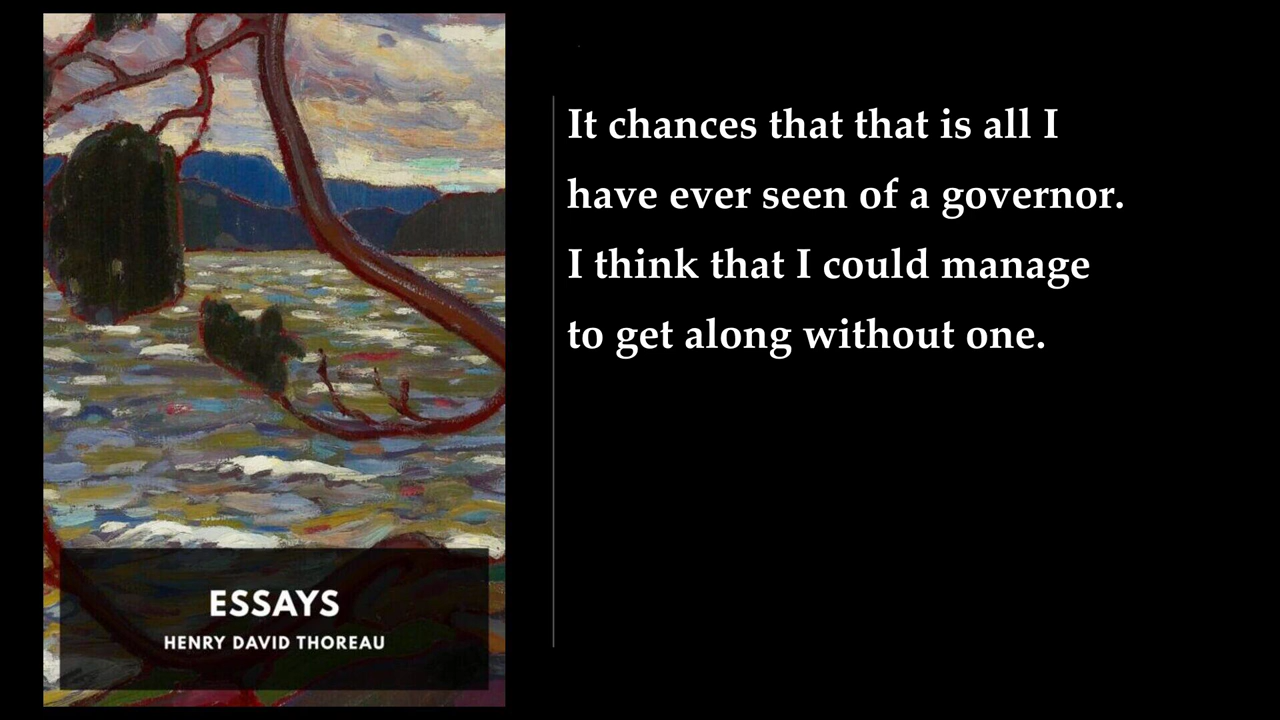 It chances that that is all I
have ever seen of a governor.
I think that I could manage
to get along without one.
ESSAYS
HENRY DAVID THOREAU